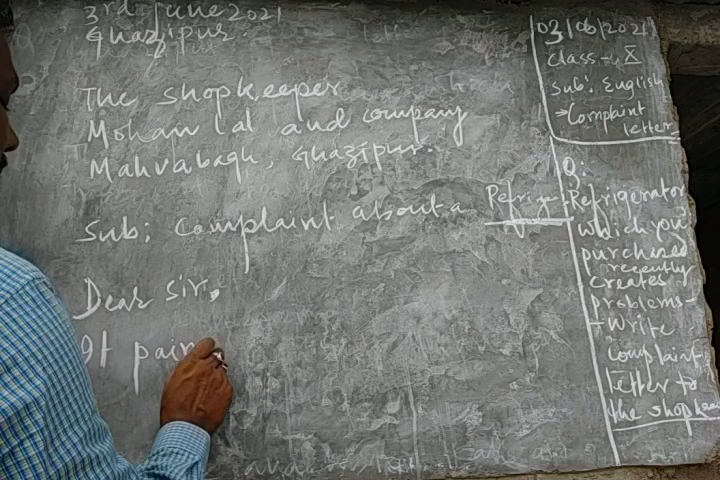 3rd June 2021
Ghazipur.
The shopkeeper
Mohan lal and company
Mahuabagh, Ghazipur.
Sub: Complaint about a Refrige-
Dear Sir,
It pain
03/06/2021
Class-X
Sub: English
→Complaint
letter
Q:
Refrigerator
which you
purchased
recently
creates
problems-
-Write
complaint
letter to
the shopkee